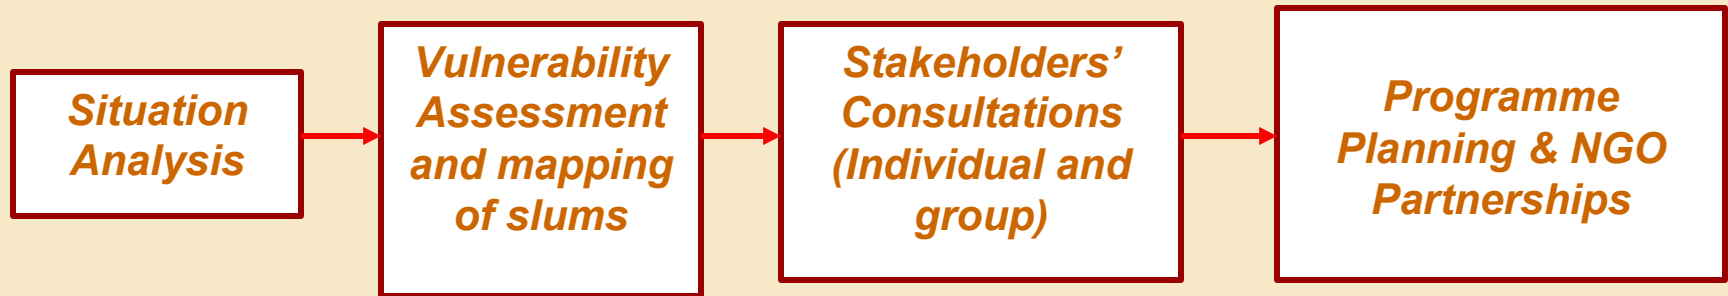 Situation
Analysis
Vulnerability
Assessment
and mapping
of slums
Stakeholders’
Consultations
(Individual and
group)
Programme
Planning & NGO
Partnerships